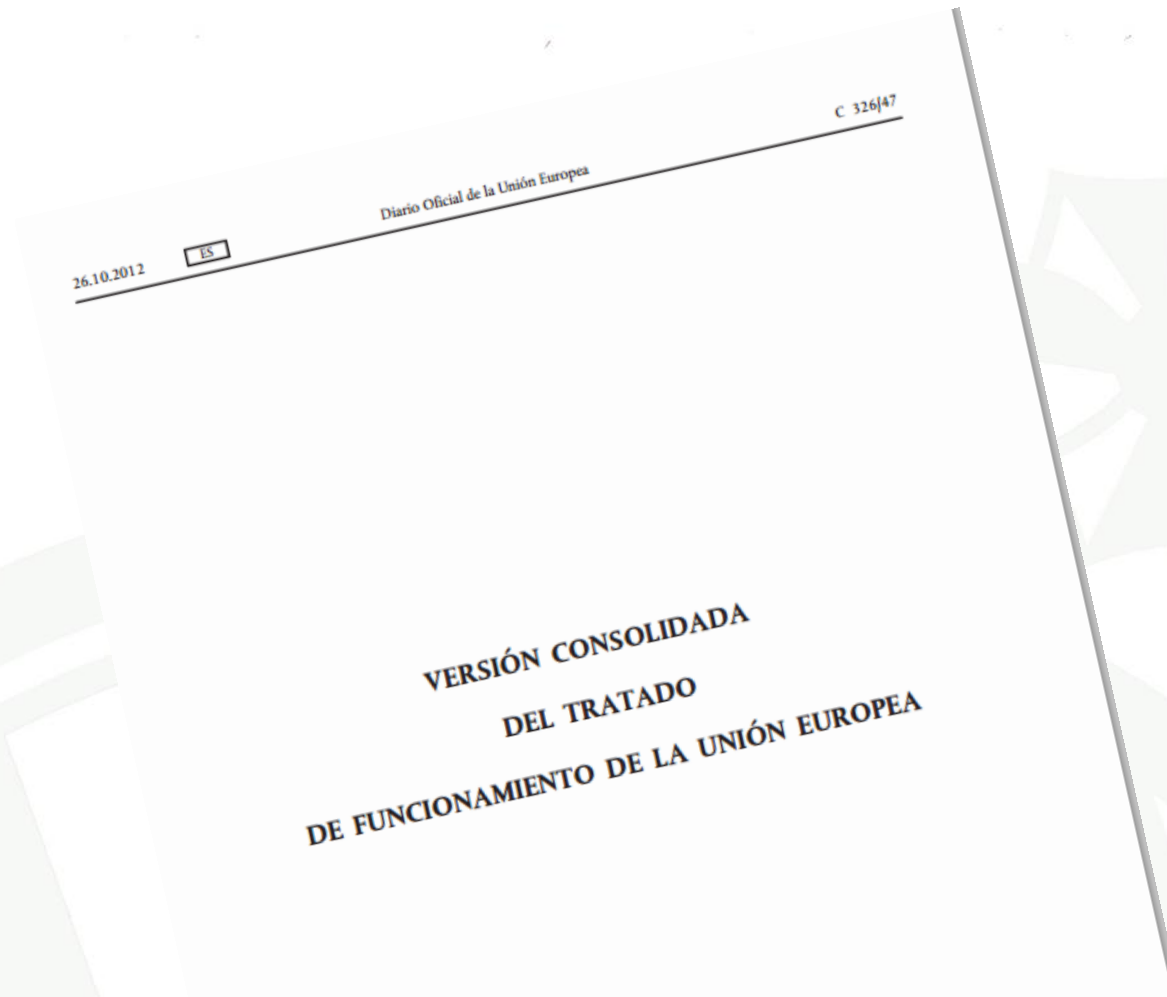 26.10.2012 ES Diario Oficial de la Unión Europea C 326/47
VERSIÓN CONSOLIDADA
DEL TRATADO
DE FUNCIONAMIENTO DE LA UNIÓN EUROPEA